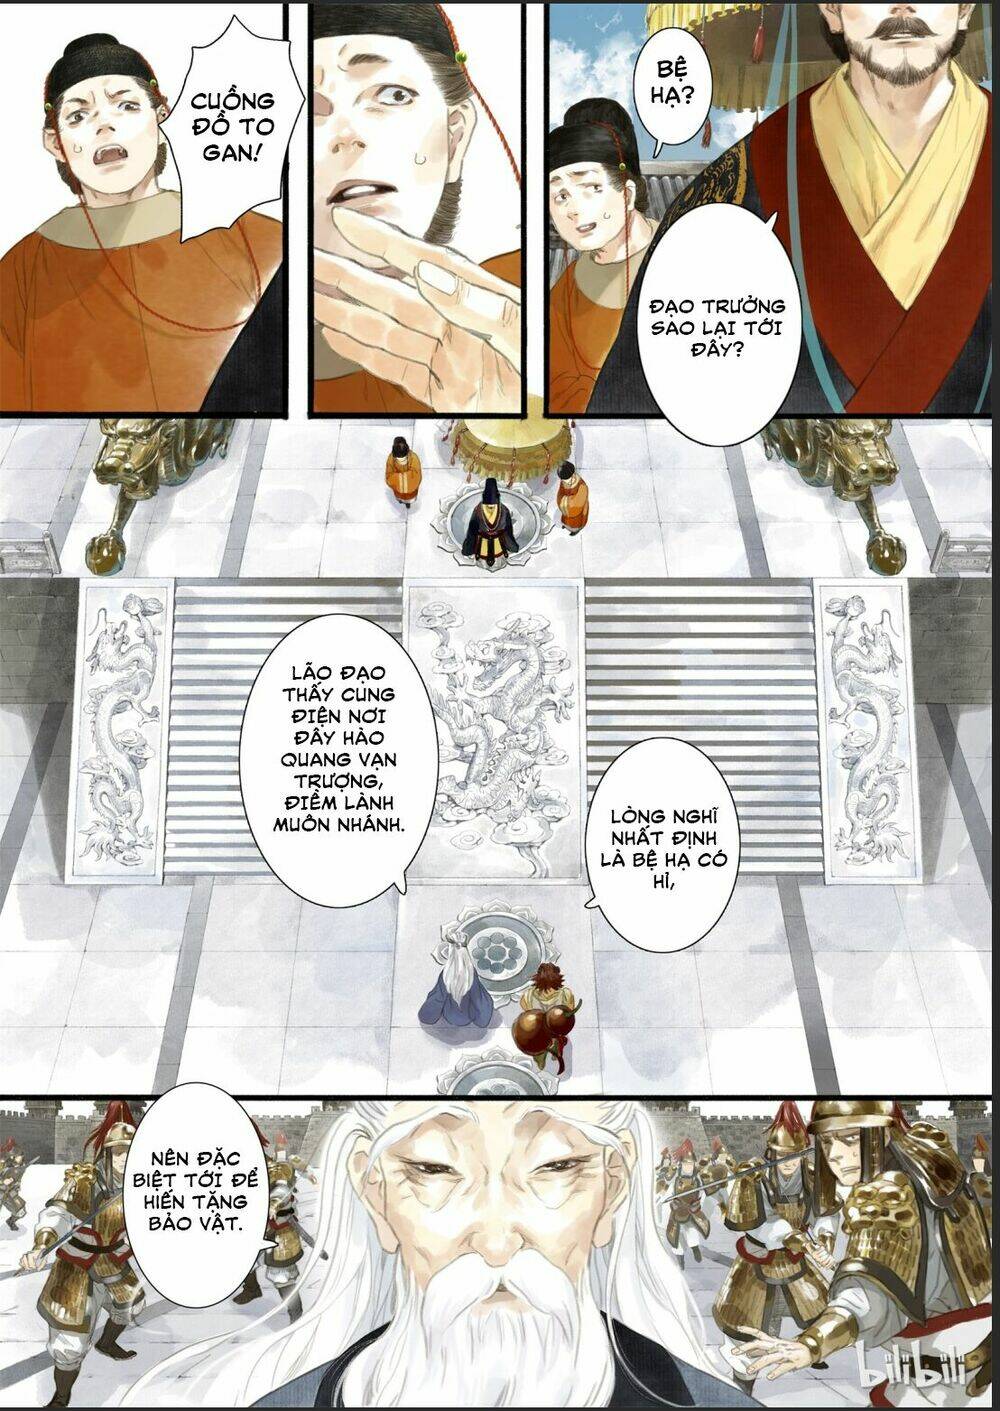 CUỒNG
ĐỒ TO
GAN!
BỆ
HẠ?
ĐẠO TRƯỞNG
SAO LẠI TỚI
ĐÂY?
LÃO ĐẠO
THẤY CUNG
ĐIỆN NƠI
ĐÂY HÀO
QUANG VẠN
TRƯỢNG,
ĐIỀM LÀNH
MUÔN NHÁNH.
LÒNG NGHĨ
NHẤT ĐỊNH
LÀ BỆ HẠ CÓ
HỈ,
NÊN ĐẶC
BIỆT TỚI ĐỂ
HIẾN TẶNG
BẢO VẬT.
bilibili